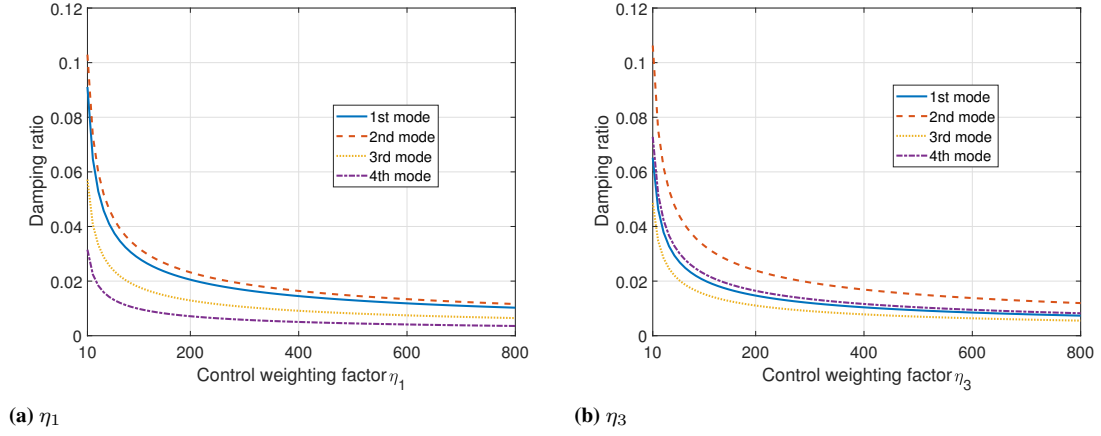 0.12
0.1
0.08
0.06
0.04
0.02
0
Damping ratio
1st mode
2nd mode
3rd mode
4th mode
10 200 400 600 800
Control weighting factor η₁
(a) η₁
0.12
0.1
0.08
0.06
0.04
0.02
0
Damping ratio
1st mode
2nd mode
3rd mode
4th mode
10 200 400 600 800
Control weighting factor η₃
(b) η₃